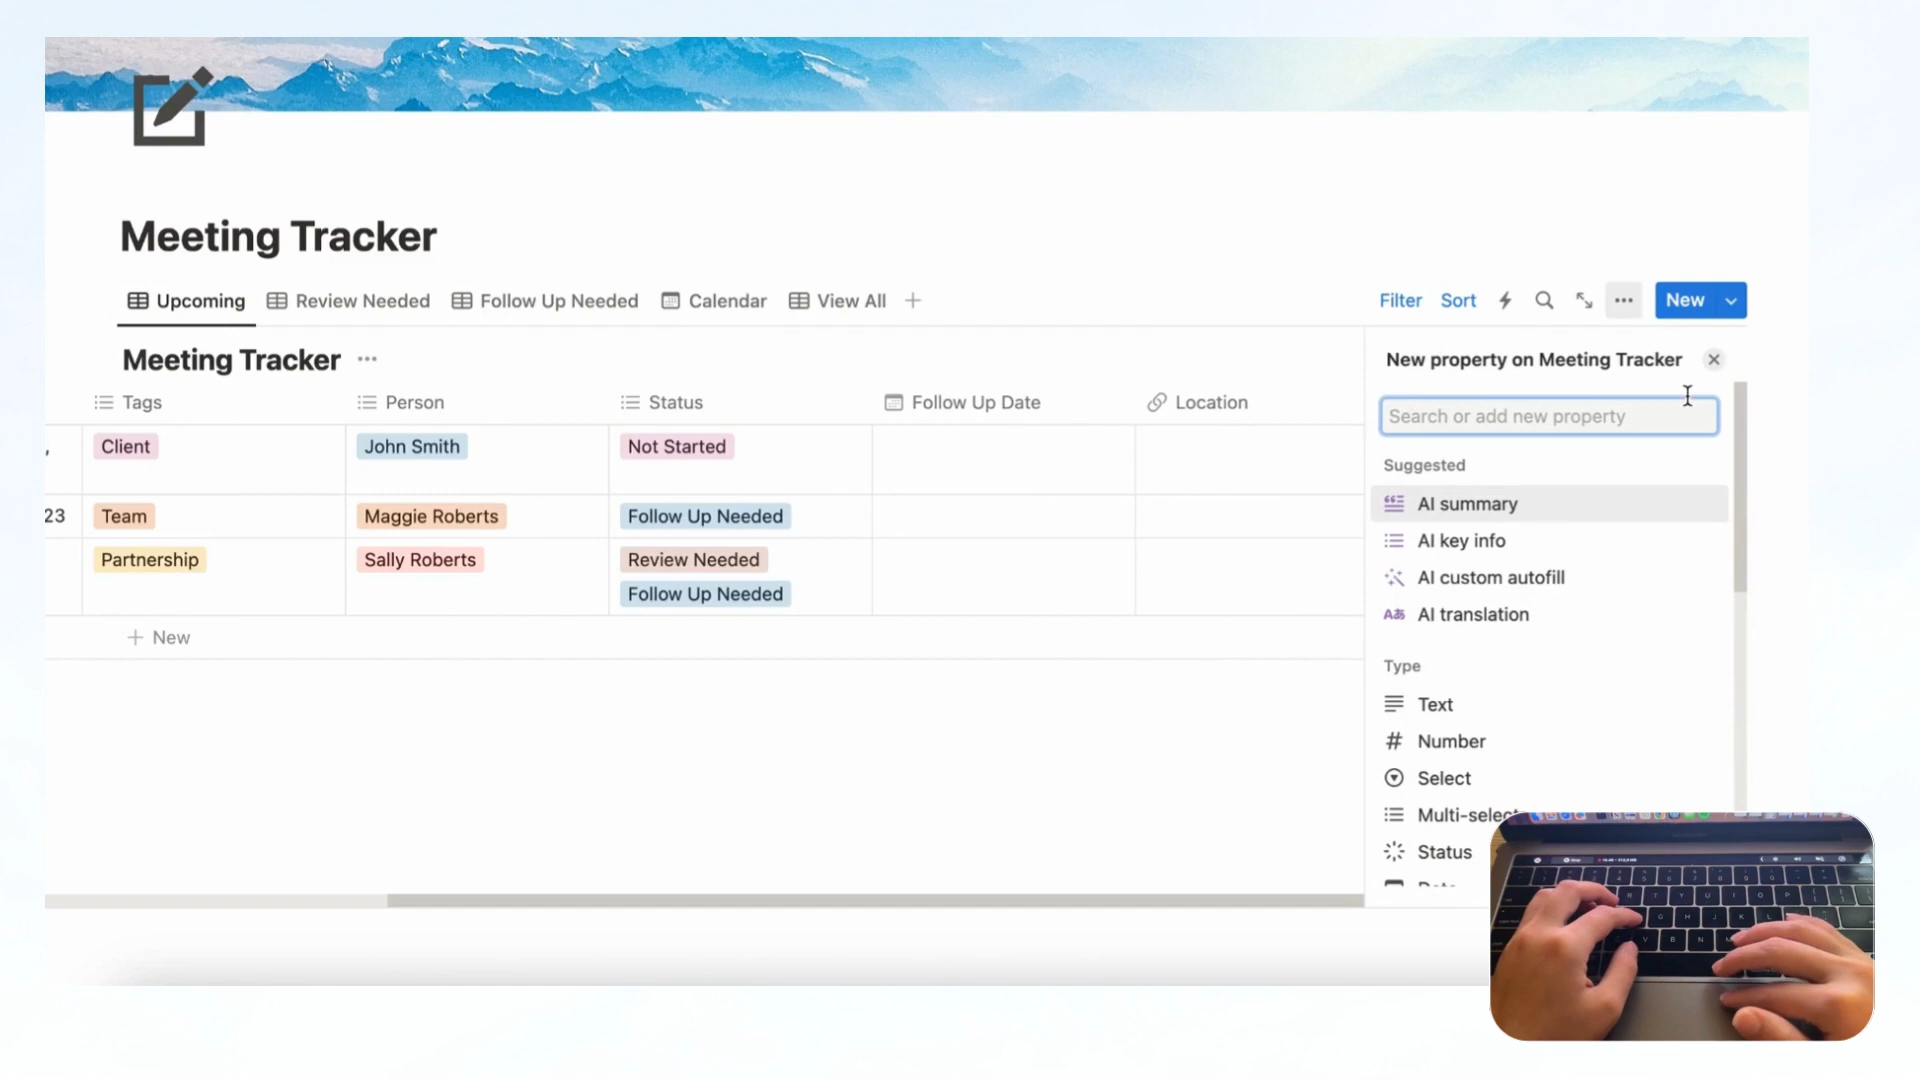 Meeting Tracker
Upcoming Review Needed Follow Up Needed Calendar View All
Filter Sort New
Meeting Tracker
New property on Meeting Tracker
Tags Person Status Follow Up Date Location
Search or add new property
, Client John Smith Not Started
Suggested
AI summary
23 Team Maggie Roberts Follow Up Needed
AI key info
Partnership Sally Roberts Review Needed
AI custom autofill
Follow Up Needed
AI translation
+ New
Type
Text
Number
Select
Multi-select
Status